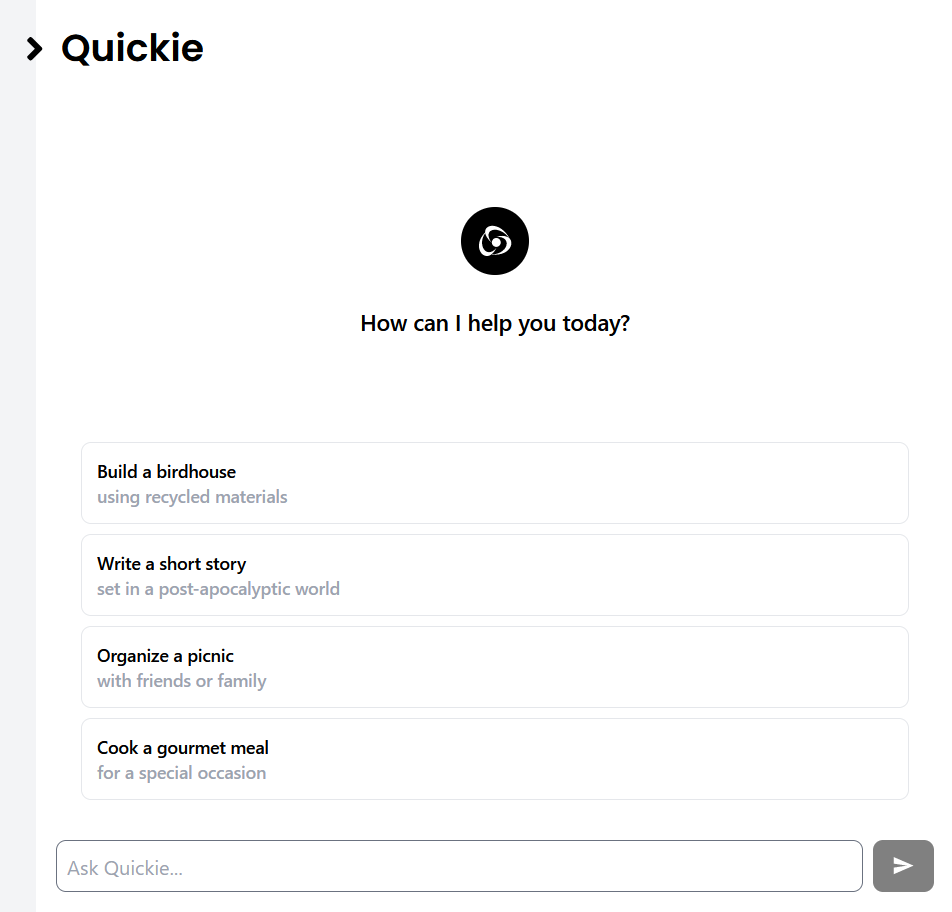 Quickie
How can I help you today?
Build a birdhouse
using recycled materials
Write a short story
set in a post-apocalyptic world
Organize a picnic
with friends or family
Cook a gourmet meal
for a special occasion
Ask Quickie...